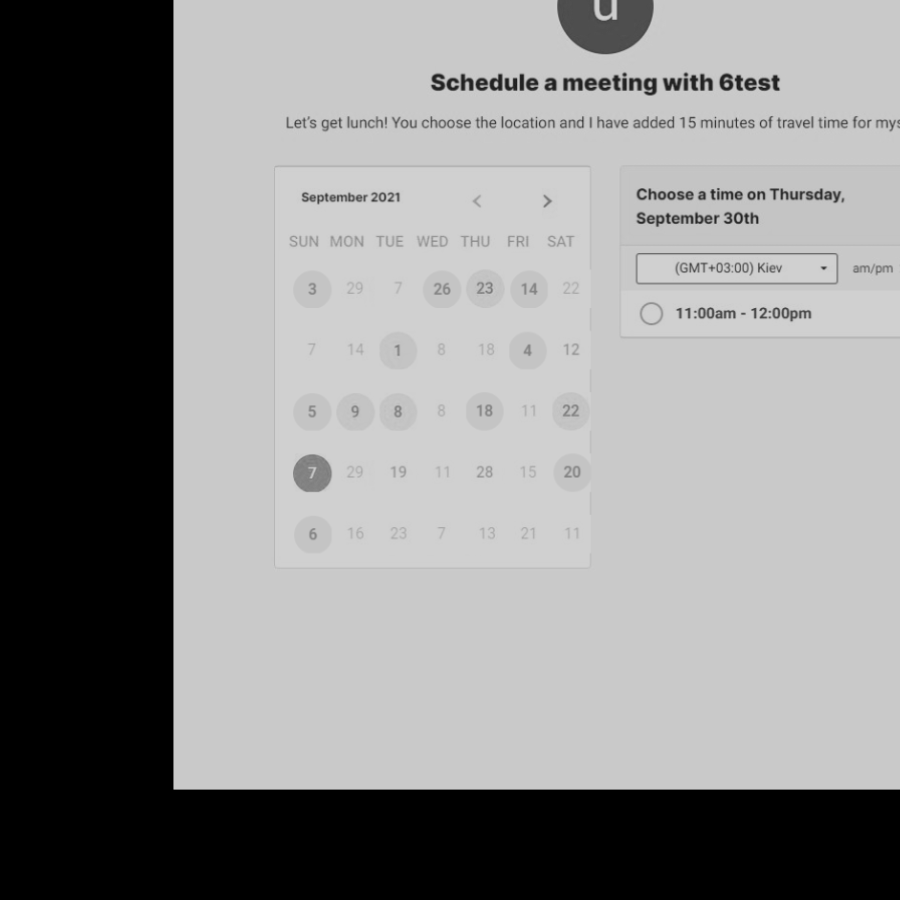 u
Schedule a meeting with 6test
Let's get lunch! You choose the location and I have added 15 minutes of travel time for mys
September 2021
SUN MON TUE WED THU FRI SAT
3 29 7 26 23 14 22
7 14 1 8 18 4 12
5 9 8 8 18 11 22
7 29 19 11 28 15 20
6 16 23 7 13 21 11
Choose a time on Thursday,
September 30th
(GMT+03:00) Kiev am/pm
11:00am - 12:00pm